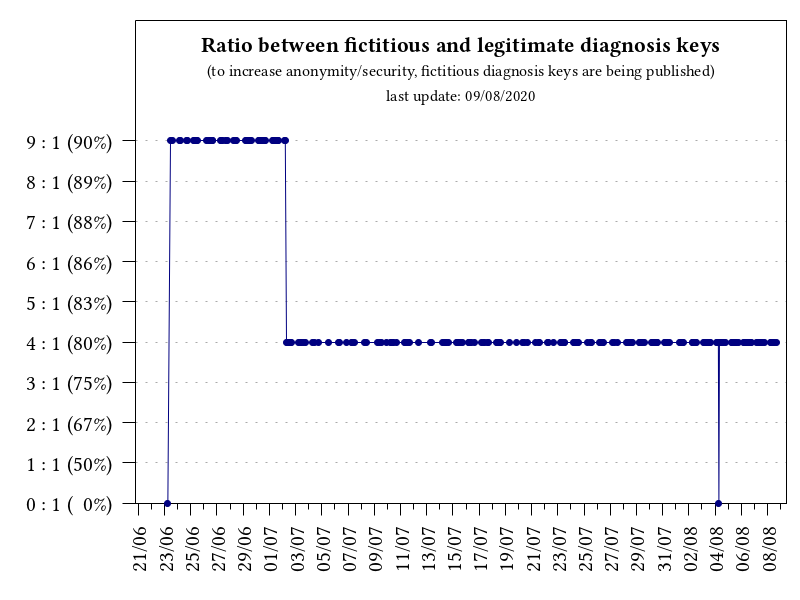 Ratio between fictitious and legitimate diagnosis keys
(to increase anonymity/security, fictitious diagnosis keys are being published)
last update: 09/08/2020
9 : 1 (90%)
8 : 1 (89%)
7 : 1 (88%)
6 : 1 (86%)
5 : 1 (83%)
4 : 1 (80%)
3 : 1 (75%)
2 : 1 (67%)
1 : 1 (50%)
0 : 1 ( 0%)
21/06
23/06
25/06
27/06
29/06
01/07
03/07
05/07
07/07
09/07
11/07
13/07
15/07
17/07
19/07
21/07
23/07
25/07
27/07
29/07
31/07
02/08
04/08
06/08
08/08